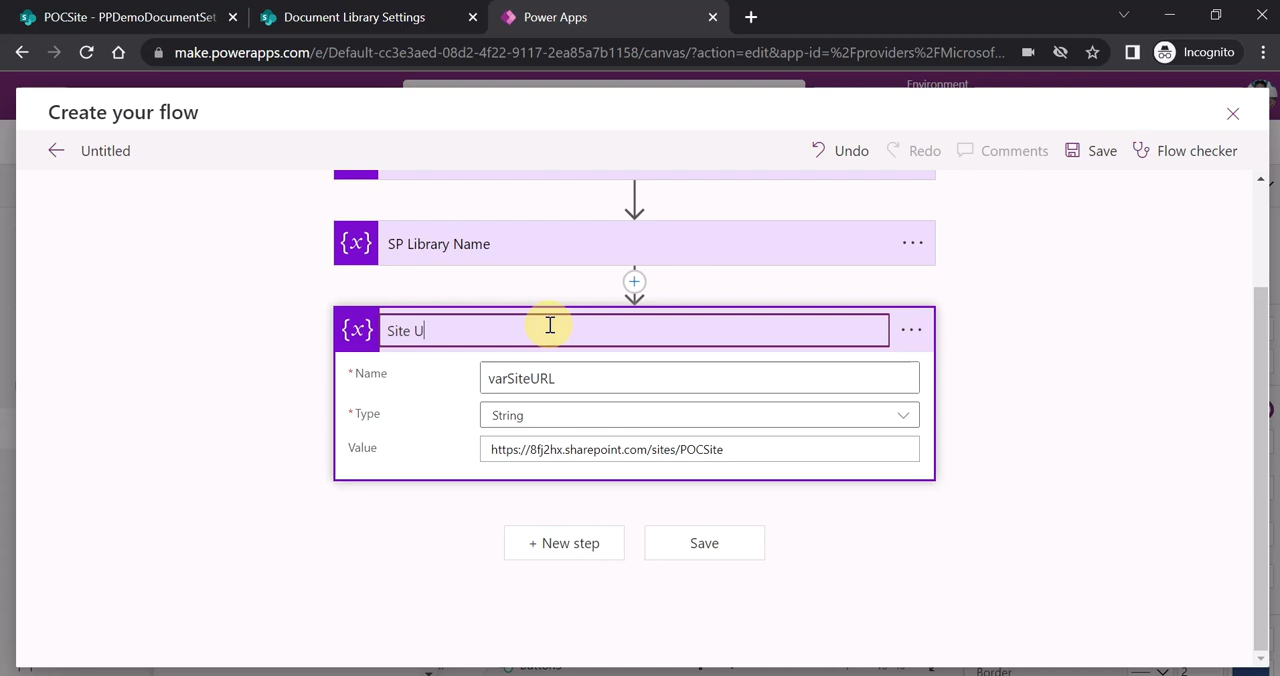 POCSite - PPDemoDocumentSet
Document Library Settings
Power Apps
make.powerapps.com/e/Default-cc3e3aed-08d2-4f22-9117-2ea85a7b1158/canvas/?action=edit&app-id=%2Fproviders%2FMicrosof...
Incognito
Environment
Create your flow
Untitled
Undo
Redo
Comments
Save
Flow checker
{x}
SP Library Name
...
{x}
Site U
...
* Name
varSiteURL
* Type
String
Value
https://8fj2hx.sharepoint.com/sites/POCSite
+ New step
Save
Border
2